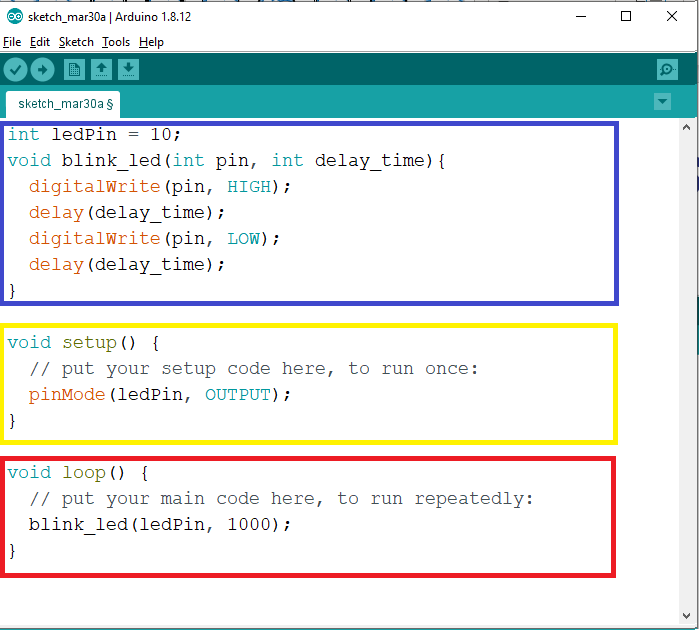 sketch_mar30a | Arduino 1.8.12
File Edit Sketch Tools Help
sketch_mar30a §
int ledPin = 10;
void blink_led(int pin, int delay_time){
  digitalWrite(pin, HIGH);
  delay(delay_time);
  digitalWrite(pin, LOW);
  delay(delay_time);
}
void setup() {
  // put your setup code here, to run once:
  pinMode(ledPin, OUTPUT);
}
void loop() {
  // put your main code here, to run repeatedly:
  blink_led(ledPin, 1000);
}